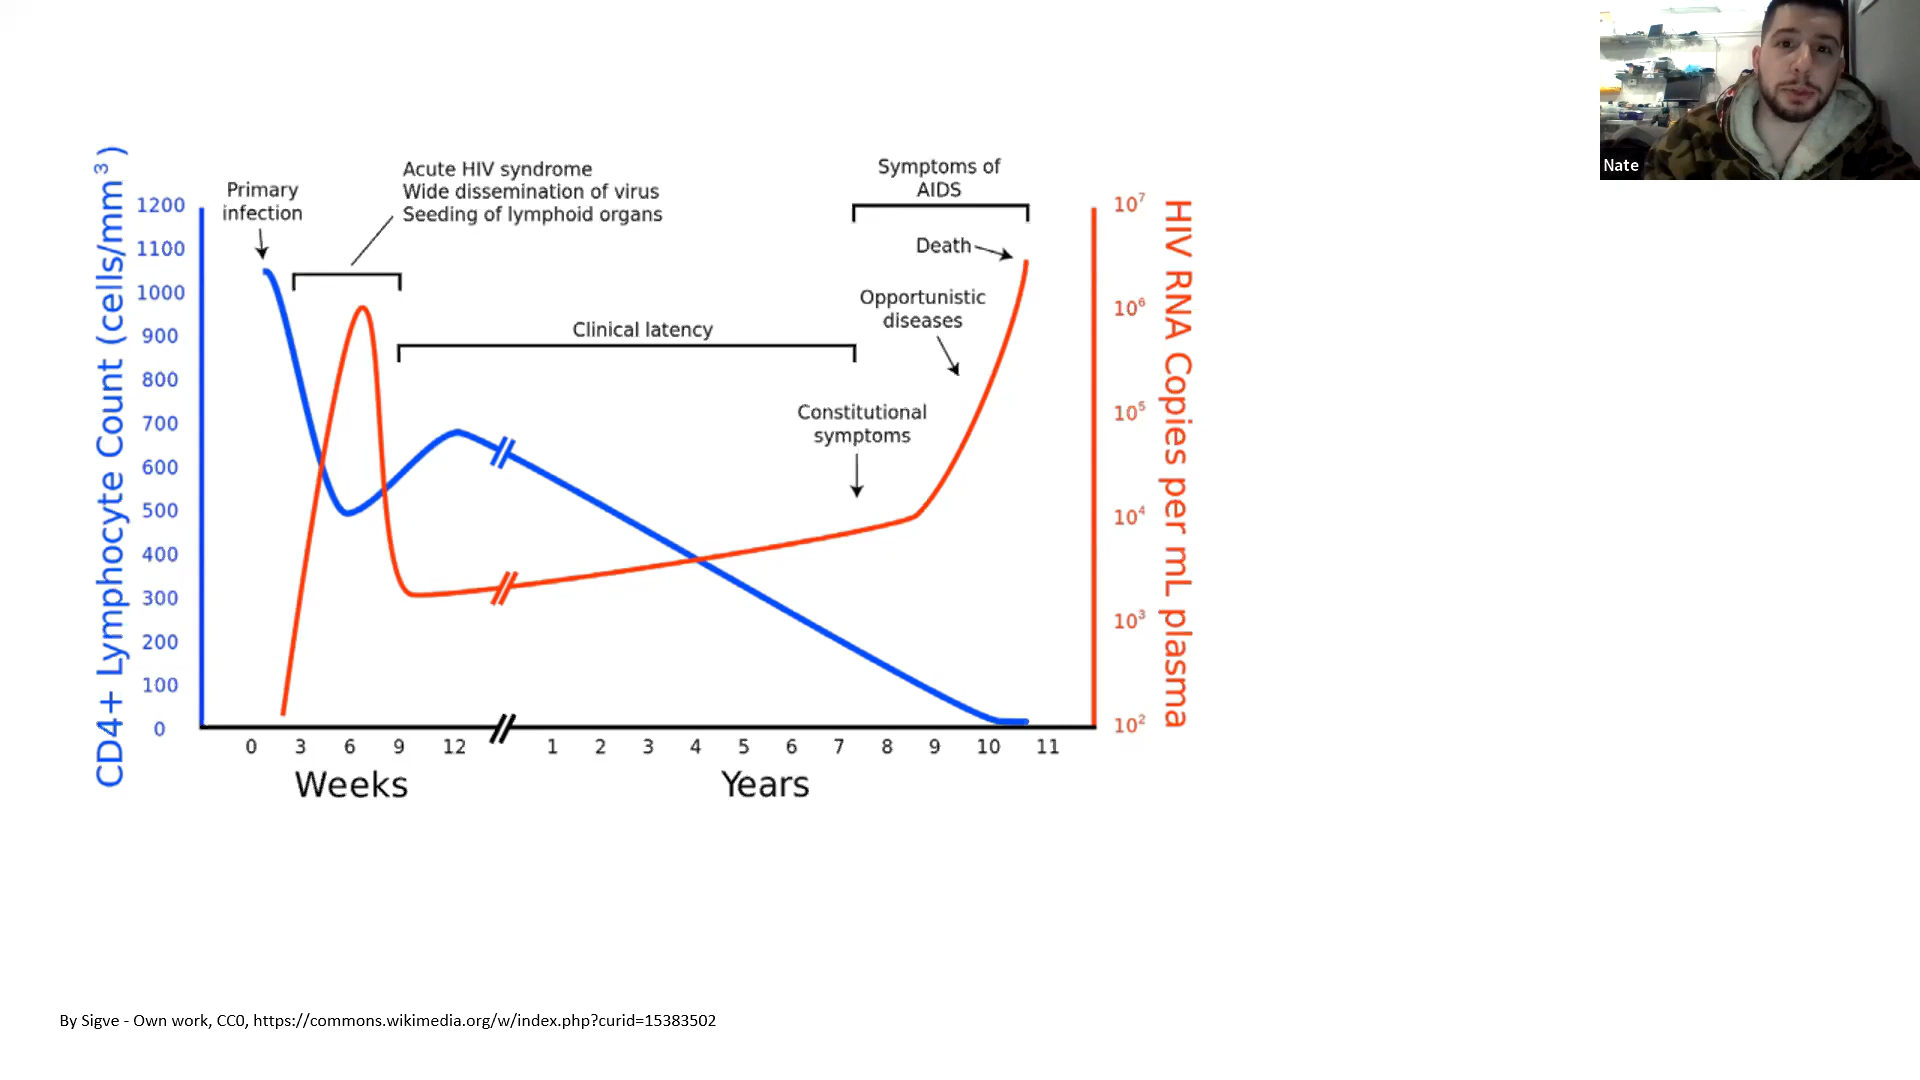 Nate
CD4+ Lymphocyte Count (cells/mm³)
1200
1100
1000
900
800
700
600
500
400
300
200
100
0
Primary
infection
Acute HIV syndrome
Wide dissemination of virus
Seeding of lymphoid organs
Clinical latency
Symptoms of
AIDS
Death
Opportunistic
diseases
Constitutional
symptoms
10⁷
10⁶
10⁵
10⁴
10³
10²
HIV RNA Copies per mL plasma
0 3 6 9 12 1 2 3 4 5 6 7 8 9 10 11
Weeks Years
By Sigve - Own work, CC0, https://commons.wikimedia.org/w/index.php?curid=15383502